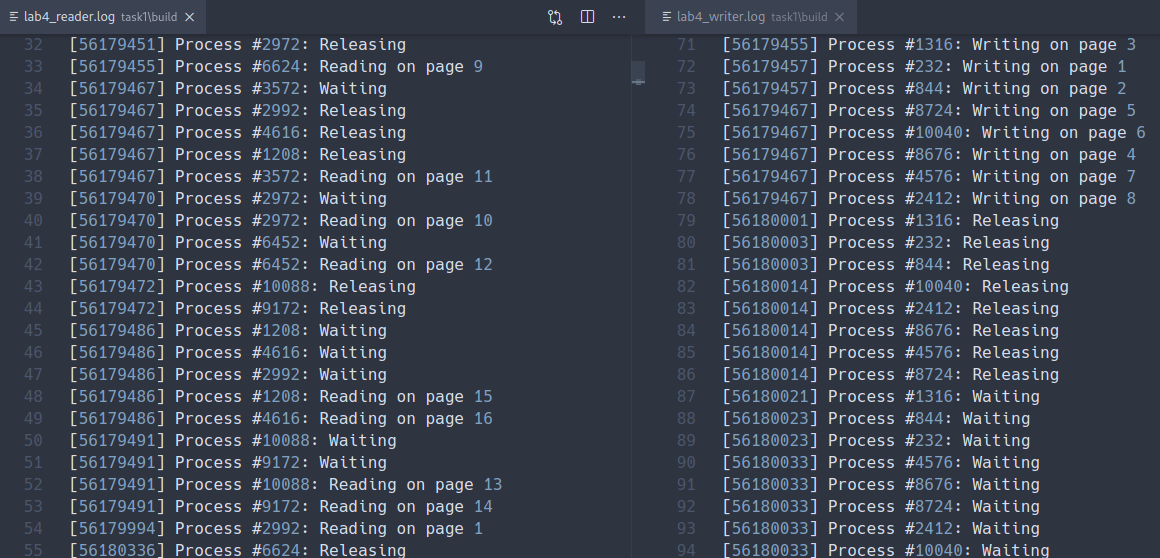 lab4_reader.log task1\build
32 [56179451] Process #2972: Releasing
33 [56179455] Process #6624: Reading on page 9
34 [56179467] Process #3572: Waiting
35 [56179467] Process #2992: Releasing
36 [56179467] Process #4616: Releasing
37 [56179467] Process #1208: Releasing
38 [56179467] Process #3572: Reading on page 11
39 [56179470] Process #2972: Waiting
40 [56179470] Process #2972: Reading on page 10
41 [56179470] Process #6452: Waiting
42 [56179470] Process #6452: Reading on page 12
43 [56179472] Process #10088: Releasing
44 [56179472] Process #9172: Releasing
45 [56179486] Process #1208: Waiting
46 [56179486] Process #4616: Waiting
47 [56179486] Process #2992: Waiting
48 [56179486] Process #1208: Reading on page 15
49 [56179486] Process #4616: Reading on page 16
50 [56179491] Process #10088: Waiting
51 [56179491] Process #9172: Waiting
52 [56179491] Process #10088: Reading on page 13
53 [56179491] Process #9172: Reading on page 14
54 [56179994] Process #2992: Reading on page 1
55 [56180336] Process #6624: Releasing
lab4_writer.log task1\build
71 [56179455] Process #1316: Writing on page 3
72 [56179457] Process #232: Writing on page 1
73 [56179457] Process #844: Writing on page 2
74 [56179467] Process #8724: Writing on page 5
75 [56179467] Process #10040: Writing on page 6
76 [56179467] Process #8676: Writing on page 4
77 [56179467] Process #4576: Writing on page 7
78 [56179467] Process #2412: Writing on page 8
79 [56180001] Process #1316: Releasing
80 [56180003] Process #232: Releasing
81 [56180003] Process #844: Releasing
82 [56180014] Process #10040: Releasing
83 [56180014] Process #2412: Releasing
84 [56180014] Process #8676: Releasing
85 [56180014] Process #4576: Releasing
86 [56180014] Process #8724: Releasing
87 [56180021] Process #1316: Waiting
88 [56180023] Process #844: Waiting
89 [56180023] Process #232: Waiting
90 [56180033] Process #4576: Waiting
91 [56180033] Process #8676: Waiting
92 [56180033] Process #8724: Waiting
93 [56180033] Process #2412: Waiting
94 [56180033] Process #10040: Waiting